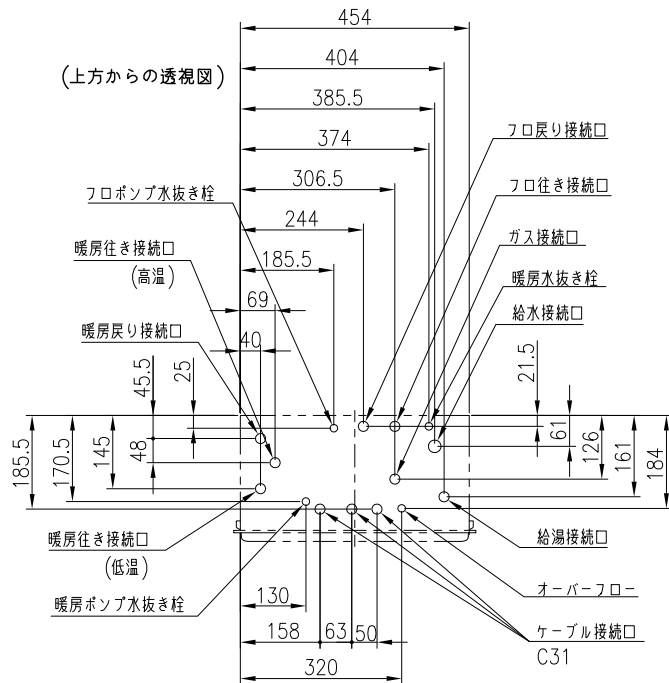 454
(上方からの透視図)
404
385.5
374
フロ戻り接続口
306.5
フロ往き接続口
フロポンプ水抜き栓
244
ガス接続口
暖房往き接続口
(高温)
185.5
暖房水抜き栓
69
給水接続口
暖房戻り接続口
40
45.5
25
21.5
185.5
170.5
145
48
61
126
161
184
暖房往き接続口
(低温)
給湯接続口
オーバーフロー
暖房ポンプ水抜き栓
130
158
63
50
ケーブル接続口
C31
320